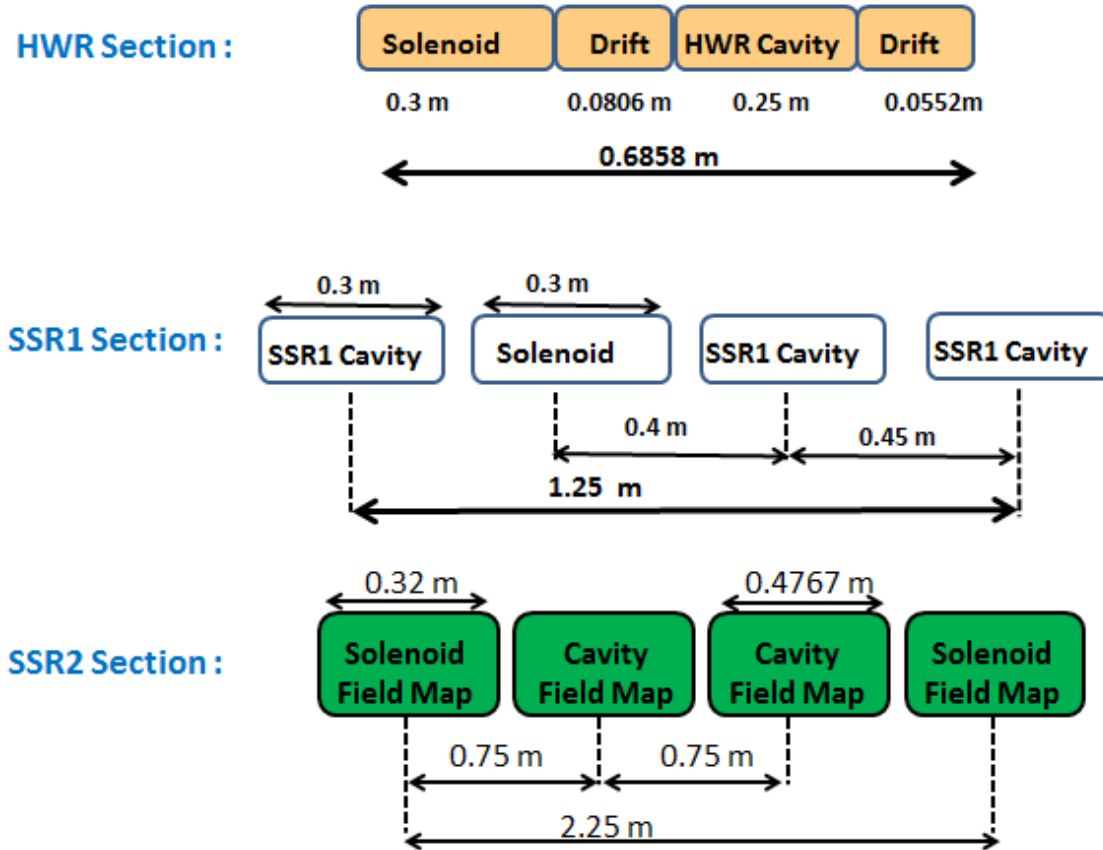 HWR Section :
Solenoid
Drift
HWR Cavity
Drift
0.3 m
0.0806 m
0.25 m
0.0552m
0.6858 m
SSR1 Section :
0.3 m
0.3 m
SSR1 Cavity
Solenoid
SSR1 Cavity
SSR1 Cavity
0.4 m
0.45 m
1.25 m
SSR2 Section :
0.32 m
0.4767 m
Solenoid
Field Map
Cavity
Field Map
Cavity
Field Map
Solenoid
Field Map
0.75 m
0.75 m
2.25 m